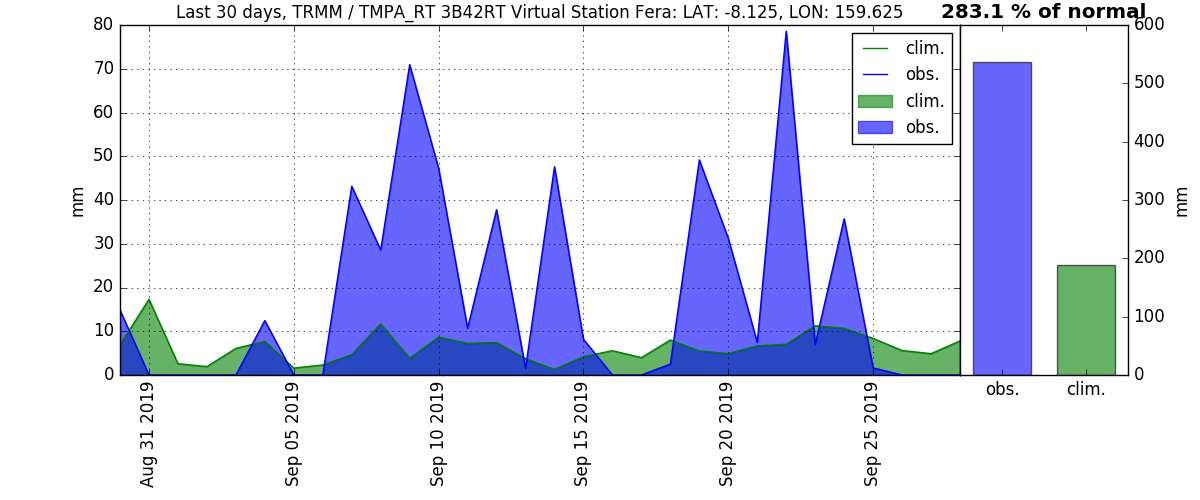 Last 30 days, TRMM / TMPA_RT 3B42RT Virtual Station Fera: LAT: -8.125, LON: 159.625
283.1 % of normal
80
70
60
50
40
30
20
10
0
mm
clim.
obs.
clim.
obs.
600
500
400
300
200
100
0
mm
Aug 31 2019
Sep 05 2019
Sep 10 2019
Sep 15 2019
Sep 20 2019
Sep 25 2019
obs.
clim.